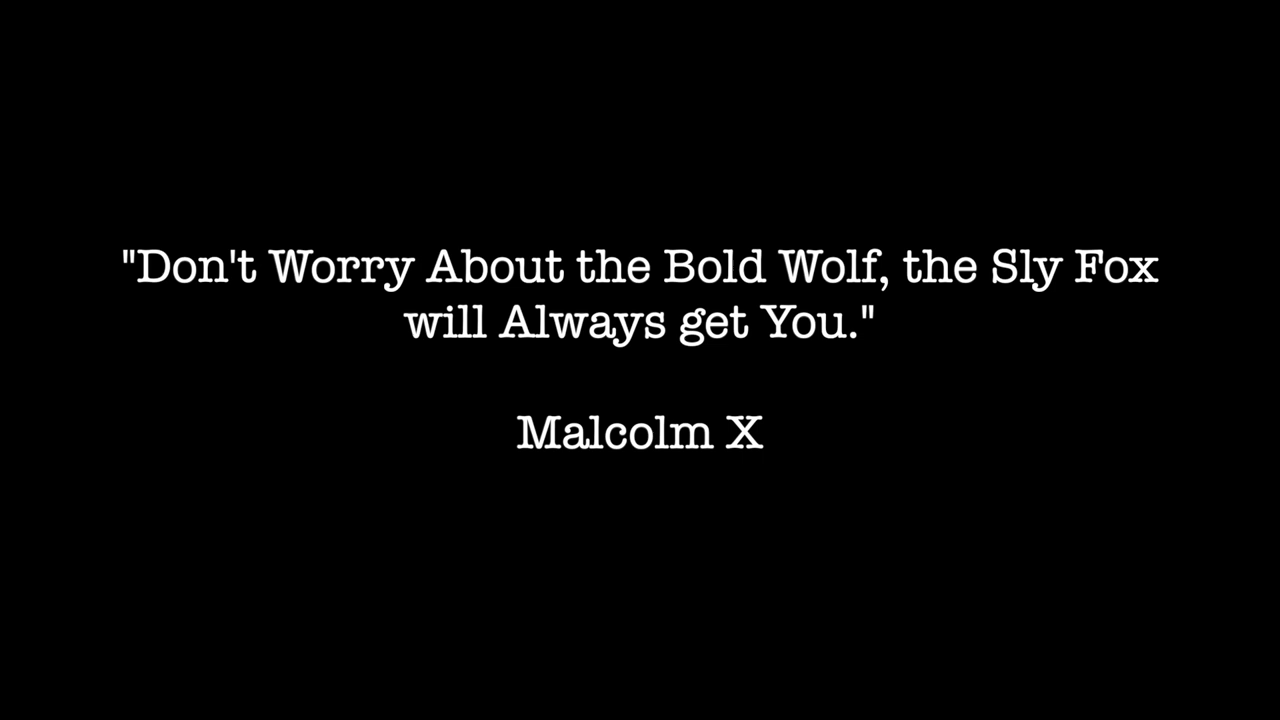 "Don't Worry About the Bold Wolf, the Sly Fox
will Always get You."
Malcolm X